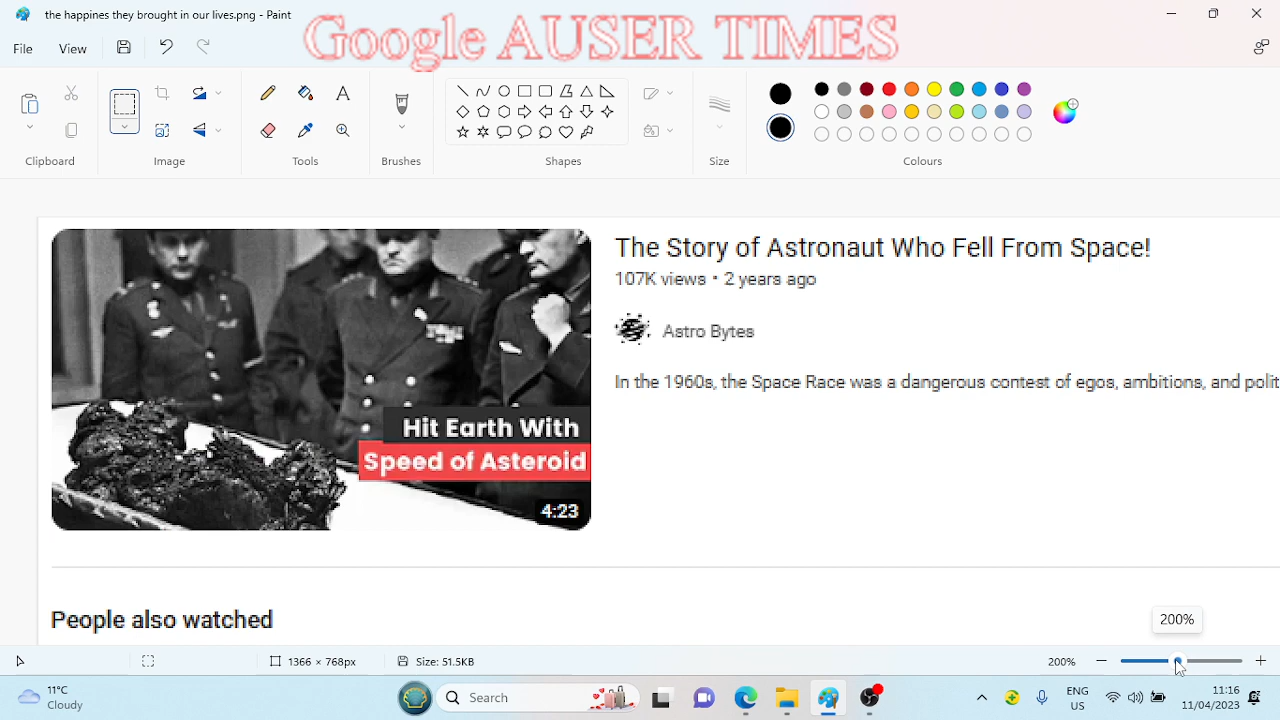 the happines they brought in our lives.png - Paint
Google AUSER TIMES
File
View
Clipboard
Image
Tools
Brushes
Shapes
Size
Colours
The Story of Astronaut Who Fell From Space!
107K views • 2 years ago
Astro Bytes
In the 1960s, the Space Race was a dangerous contest of egos, ambitions, and polit
Hit Earth With
Speed of Asteroid
4:23
People also watched
200%
1366 × 768px
Size: 51.5KB
200%
11°C
Cloudy
Search
ENG
US
11:16
11/04/2023